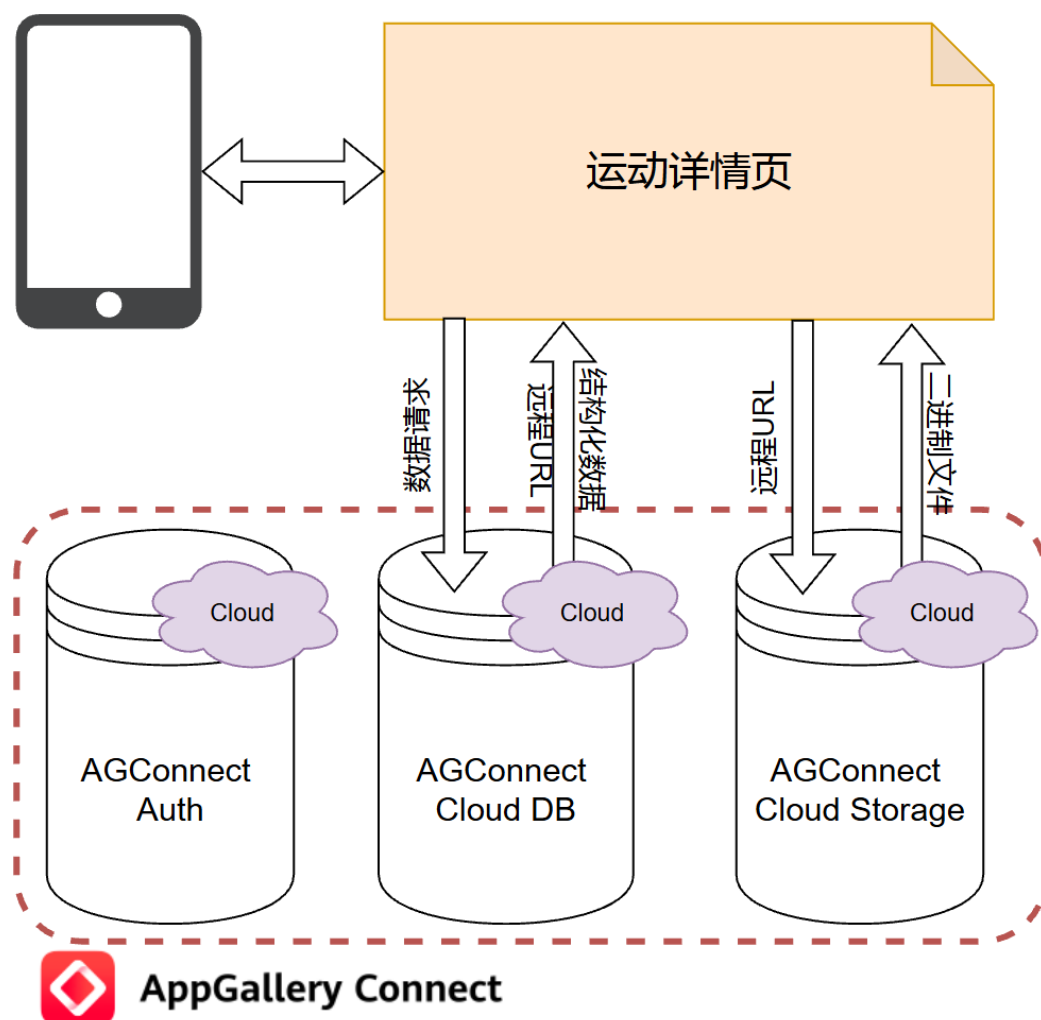 运动详情页
数据请求
远程URL
结构化数据
远程URL
二进制文件
Cloud
Cloud
Cloud
AGConnect
Auth
AGConnect
Cloud DB
AGConnect
Cloud Storage
AppGallery Connect